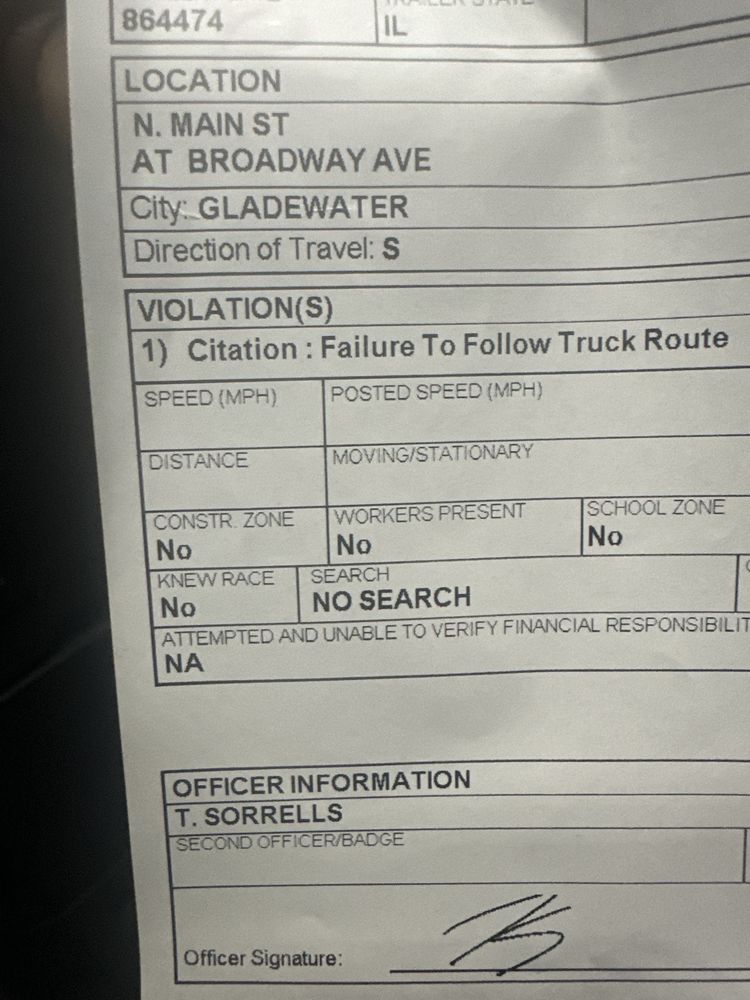 864474
IL
LOCATION
N. MAIN ST
AT BROADWAY AVE
City: GLADEWATER
Direction of Travel: S
VIOLATION(S)
1) Citation : Failure To Follow Truck Route
SPEED (MPH)
POSTED SPEED (MPH)
DISTANCE
MOVING/STATIONARY
CONSTR. ZONE
WORKERS PRESENT
SCHOOL ZONE
No
No
No
KNEW RACE
SEARCH
No
NO SEARCH
ATTEMPTED AND UNABLE TO VERIFY FINANCIAL RESPONSIBILIT
NA
OFFICER INFORMATION
T. SORRELLS
SECOND OFFICER/BADGE
Officer Signature: